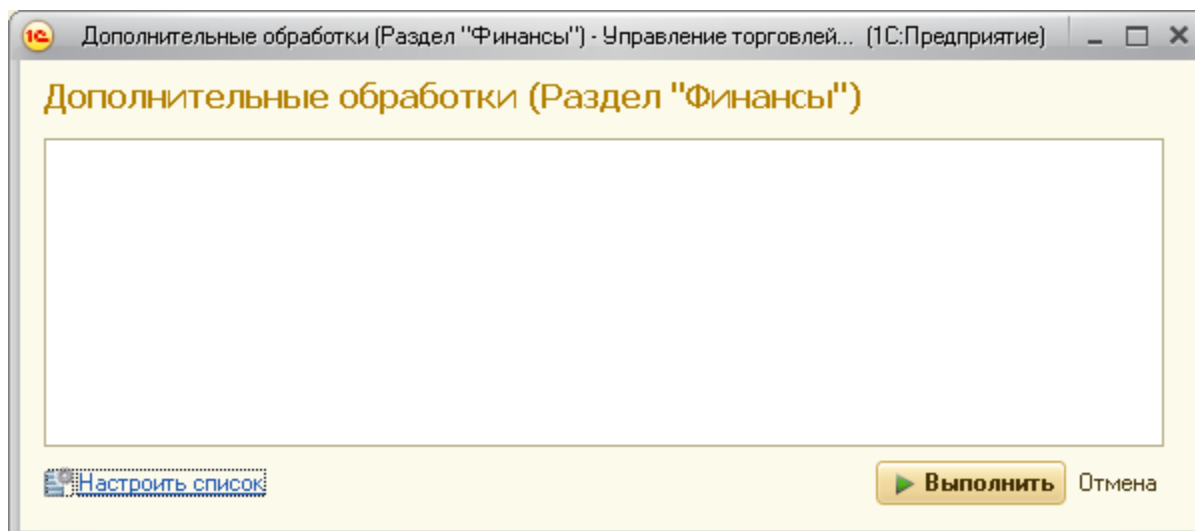 1С Дополнительные обработки (Раздел "Финансы") - Управление торговлей... (1С:Предприятие)
Дополнительные обработки (Раздел "Финансы")
Настроить список
Выполнить Отмена